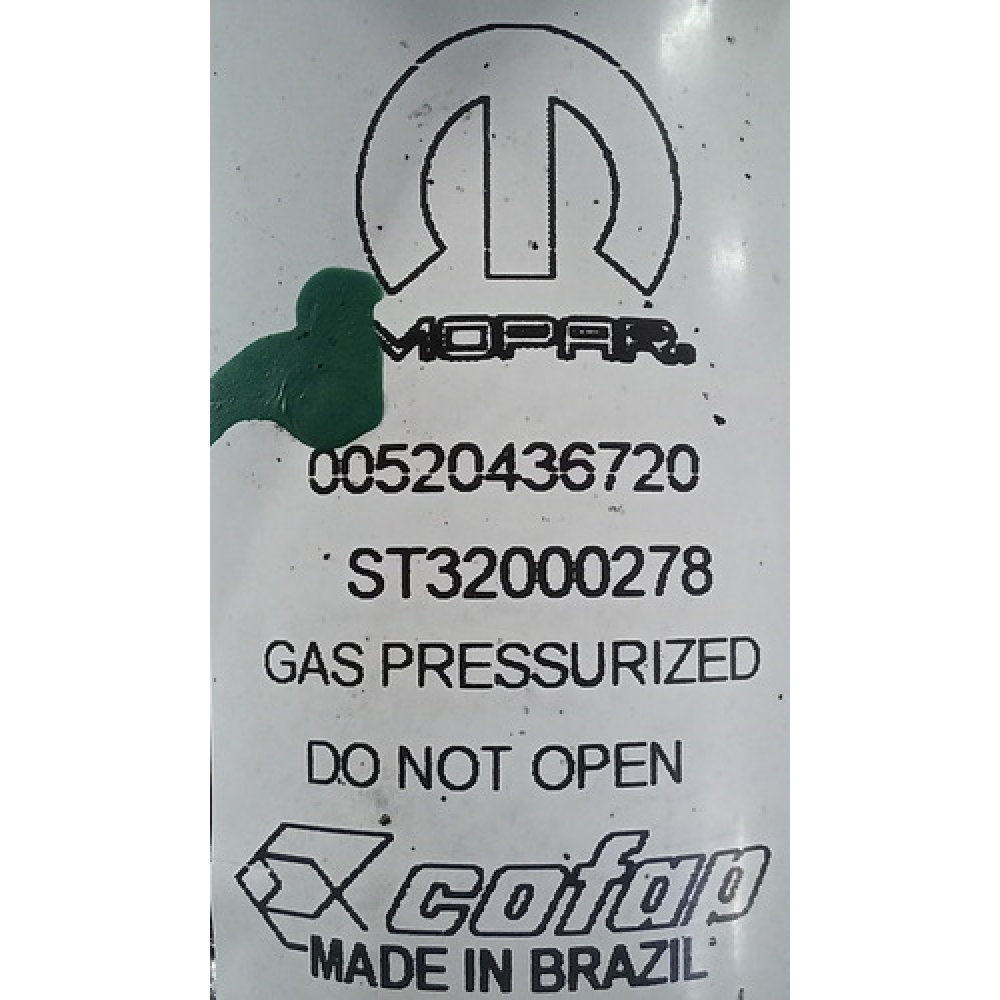 MOPAR
00520436720
ST32000278
GAS PRESSURIZED
DO NOT OPEN
cofap
MADE IN BRAZIL